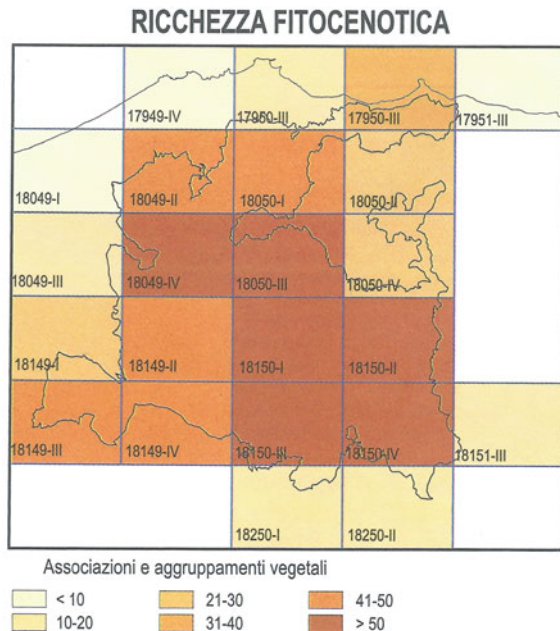 RICCHEZZA FITOCENOTICA
17949-IV 17950-III 17950-III 17951-III
18049-I 18049-II 18050-I 18050-II
18049-III 18049-IV 18050-III 18050-IV
18149-I 18149-II 18150-I 18150-II
18149-III 18149-IV 18150-III 18150-IV 18151-III
18250-I 18250-II
Associazioni e aggruppamenti vegetali
< 10 21-30 41-50
10-20 31-40 > 50